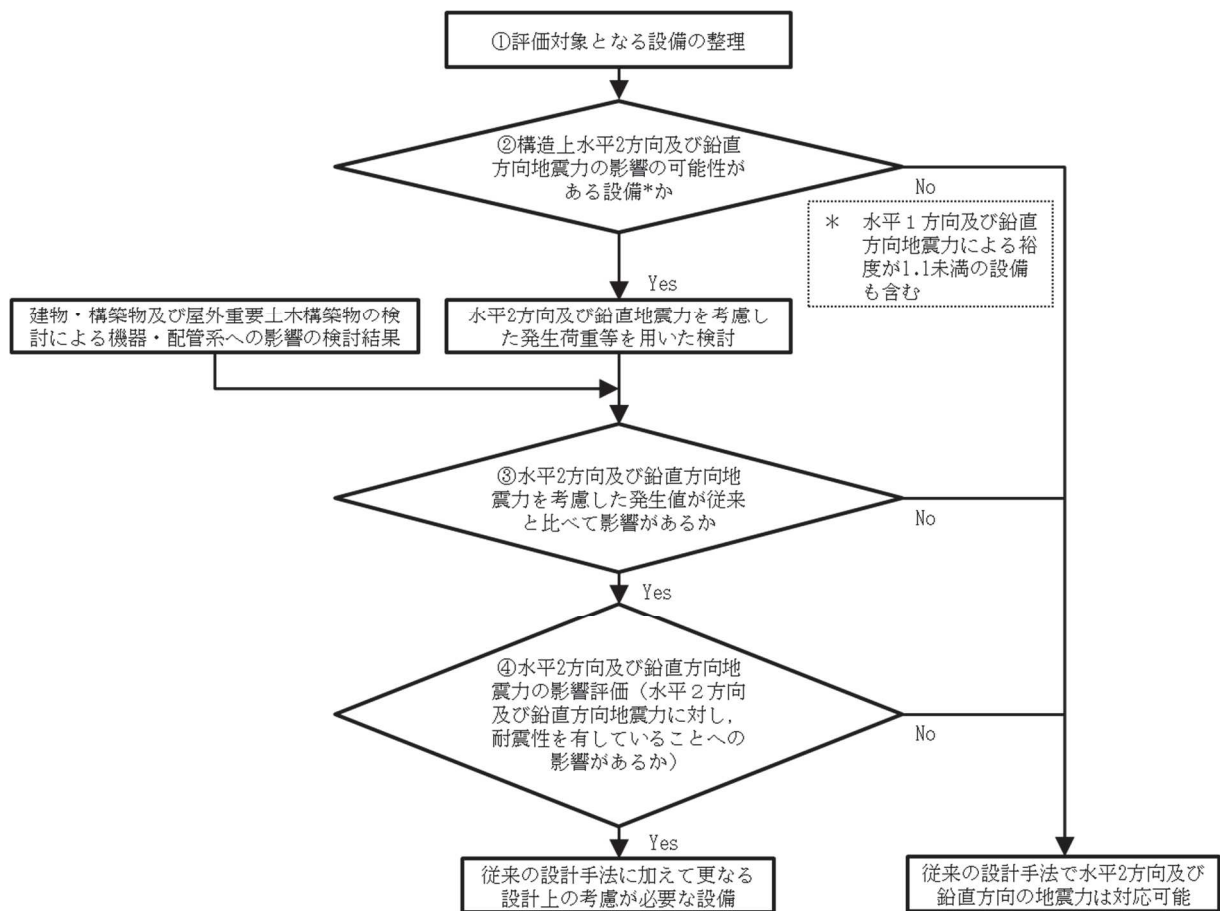 ①評価対象となる設備の整理
②構造上水平2方向及び鉛直
方向地震力の影響の可能性が
ある設備*か
No
＊ 水平１方向及び鉛直
方向地震力による裕
度が1.1未満の設備
も含む
Yes
建物・構築物及び屋外重要土木構築物の検
討による機器・配管系への影響の検討結果
水平2方向及び鉛直地震力を考慮し
た発生荷重等を用いた検討
③水平2方向及び鉛直方向地
震力を考慮した発生値が従来
と比べて影響があるか
No
Yes
④水平2方向及び鉛直方向地
震力の影響評価（水平２方向
及び鉛直方向地震力に対し，
耐震性を有していることへの
影響があるか）
No
Yes
従来の設計手法に加えて更なる
設計上の考慮が必要な設備
従来の設計手法で水平2方向及び
鉛直方向の地震力は対応可能